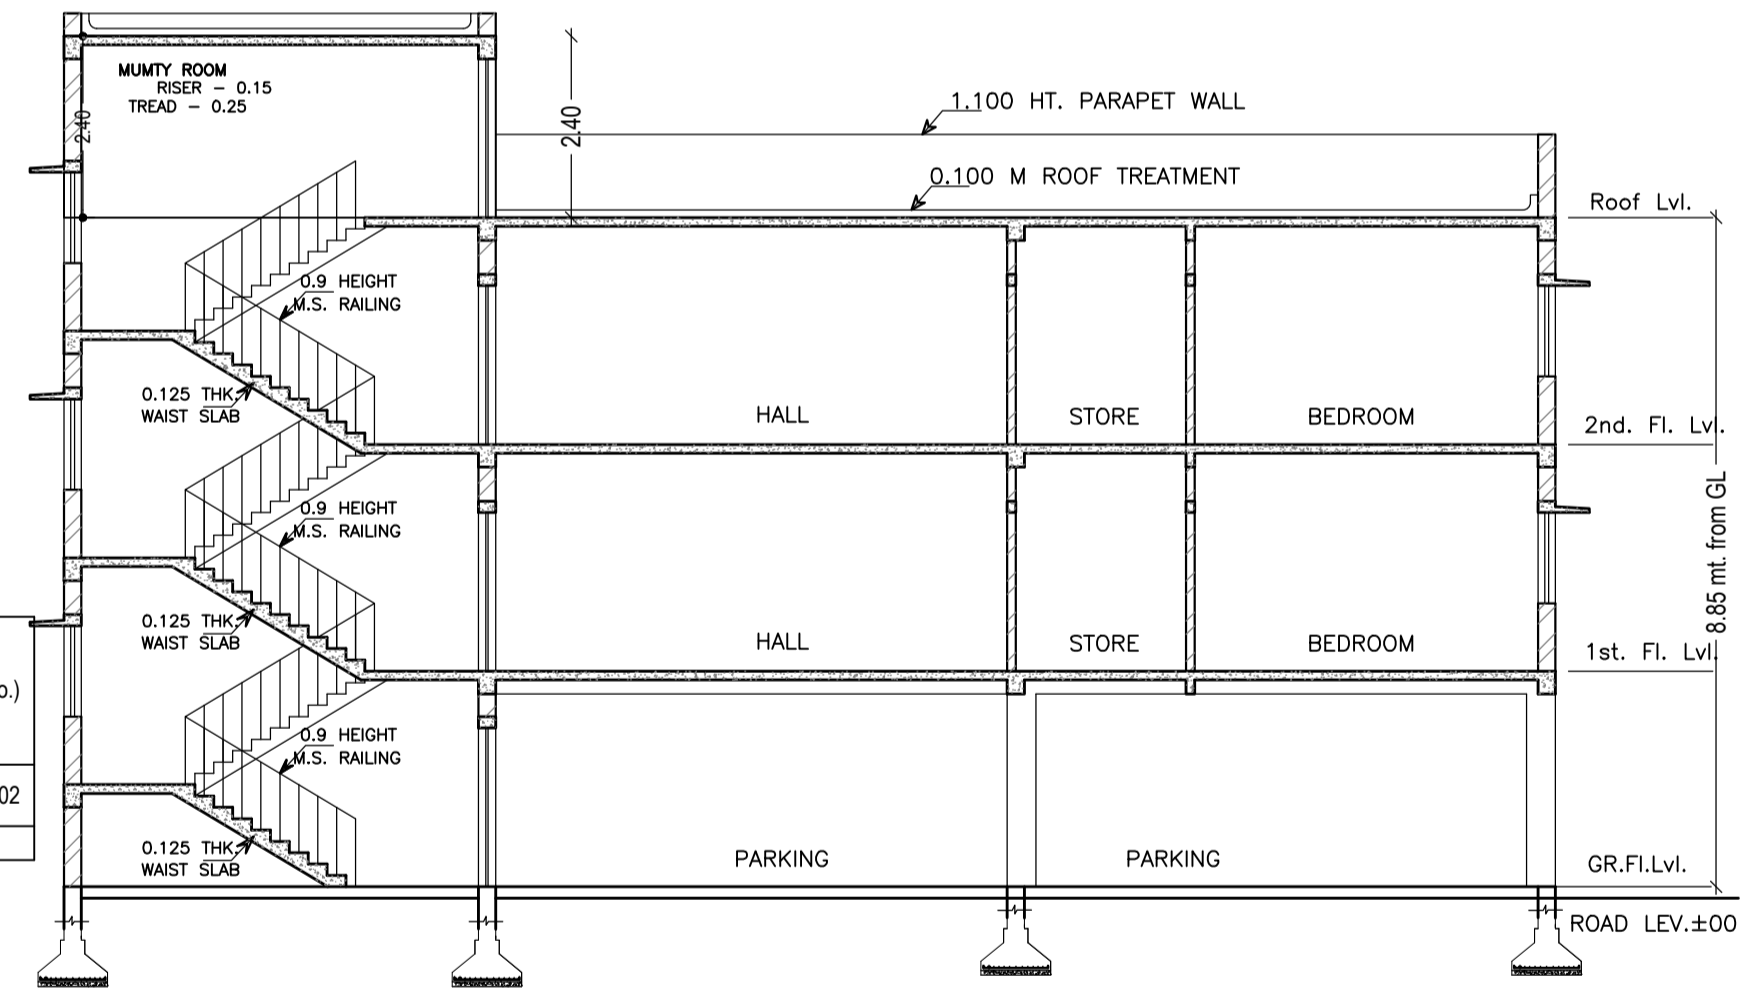 MUMTY ROOM
RISER - 0.15
TREAD - 0.25
2.40
2.40
1.100 HT. PARAPET WALL
0.100 M ROOF TREATMENT
Roof Lvl.
0.9 HEIGHT
M.S. RAILING
0.125 THK.
WAIST SLAB
HALL
STORE
BEDROOM
2nd. Fl. Lvl.
8.85 mt. from GL
0.9 HEIGHT
M.S. RAILING
0.125 THK.
WAIST SLAB
HALL
STORE
BEDROOM
1st. Fl. Lvl.
o.)
02
0.9 HEIGHT
M.S. RAILING
0.125 THK.
WAIST SLAB
PARKING
PARKING
GR.Fl.Lvl.
ROAD LEV.±00